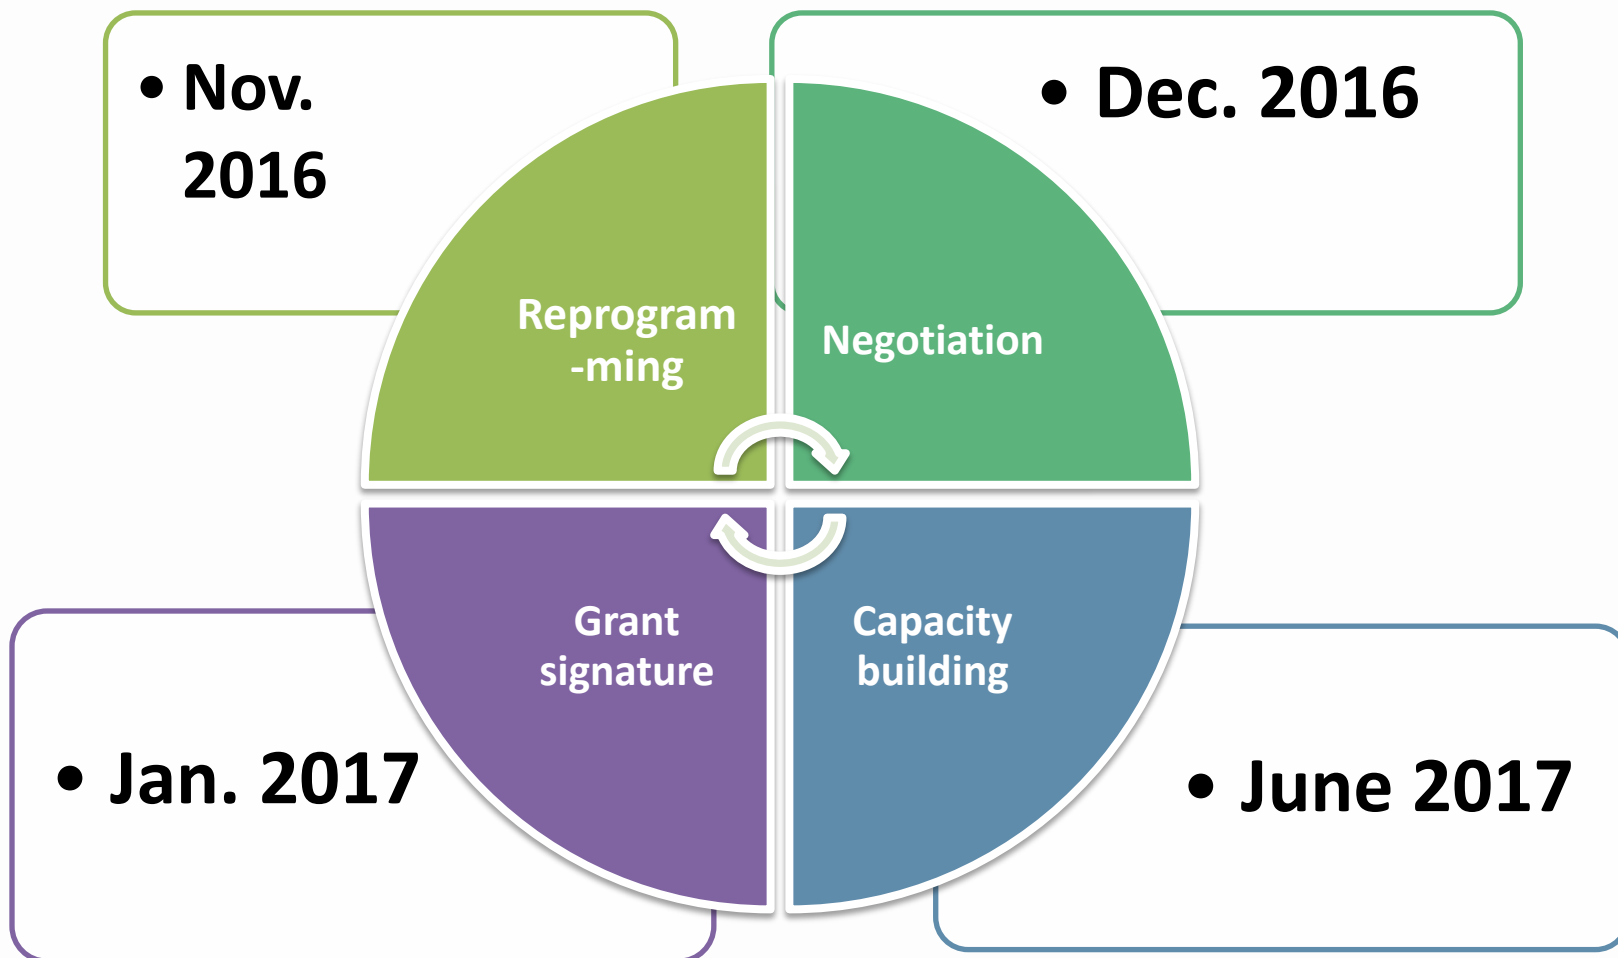 • Nov.
2016
• Dec. 2016
Reprogram
-ming
Negotiation
Grant
signature
Capacity
building
• Jan. 2017
• June 2017